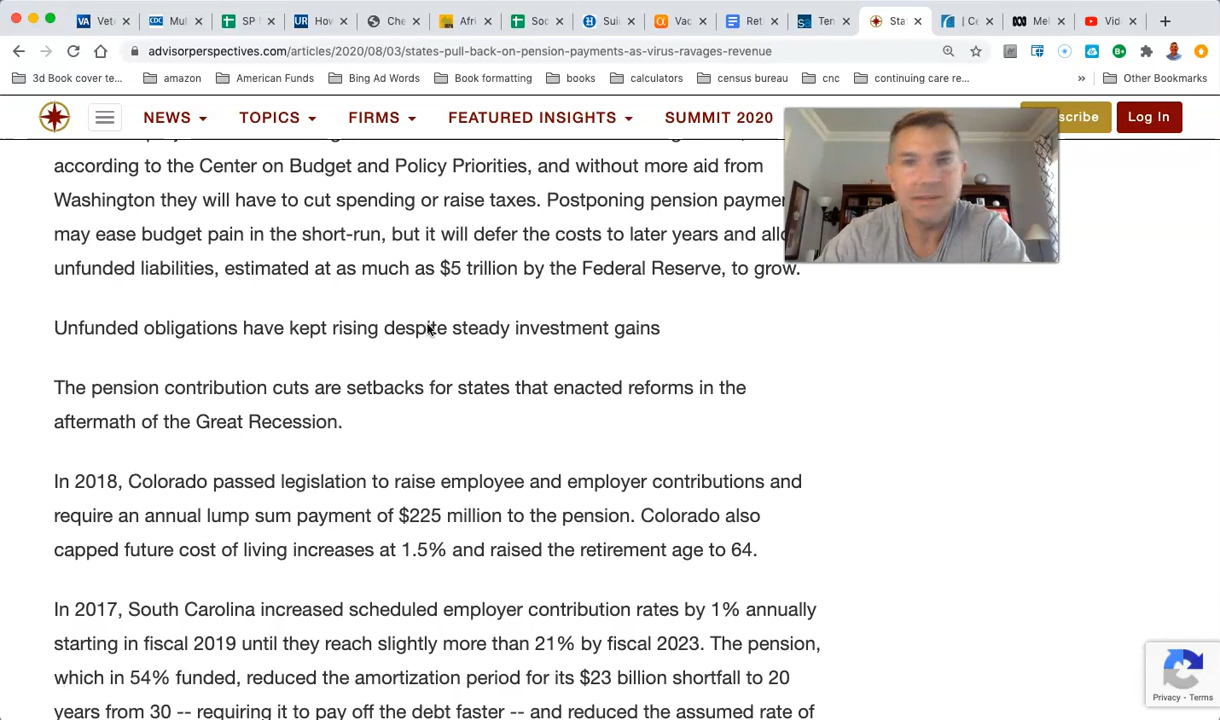 Vet
Mul
SP
How
Che
Afri
Soc
Suic
Vac
Ret
Ten
Sta
| Ce
Mel
Vid
advisorperspectives.com/articles/2020/08/03/states-pull-back-on-pension-payments-as-virus-ravages-revenue
3d Book cover te... amazon American Funds Bing Ad Words Book formatting books calculators census bureau cnc continuing care re... » Other Bookmarks
NEWS TOPICS FIRMS FEATURED INSIGHTS SUMMIT 2020 scribe Log In
according to the Center on Budget and Policy Priorities, and without more aid from
Washington they will have to cut spending or raise taxes. Postponing pension paymen
may ease budget pain in the short-run, but it will defer the costs to later years and allo
unfunded liabilities, estimated at as much as $5 trillion by the Federal Reserve, to grow.
Unfunded obligations have kept rising despite steady investment gains
The pension contribution cuts are setbacks for states that enacted reforms in the
aftermath of the Great Recession.
In 2018, Colorado passed legislation to raise employee and employer contributions and
require an annual lump sum payment of $225 million to the pension. Colorado also
capped future cost of living increases at 1.5% and raised the retirement age to 64.
In 2017, South Carolina increased scheduled employer contribution rates by 1% annually
starting in fiscal 2019 until they reach slightly more than 21% by fiscal 2023. The pension,
which in 54% funded, reduced the amortization period for its $23 billion shortfall to 20
years from 30 -- requiring it to pay off the debt faster -- and reduced the assumed rate of
Privacy - Terms